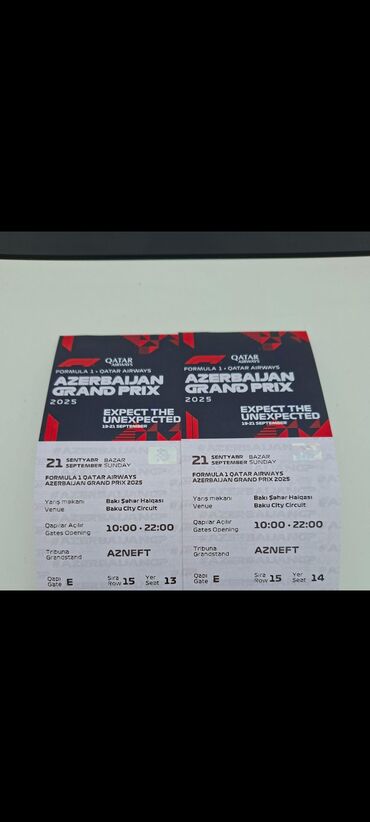 QATAR
AIRWAYS
FORMULA 1 • QATAR AIRWAYS
AZERBAIJAN
GRAND PRIX
2025
EXPECT THE
UNEXPECTED
19-21 SEPTEMBER
21 SENTYABR BAZAR
SEPTEMBER SUNDAY
FORMULA 1 QATAR AIRWAYS
AZERBAIJAN GRAND PRIX 2025
Yarış məkanı Bakı Şəhər Halqası
Venue Baku City Circuit
Qapılar Açılır 10:00 • 22:00
Gates Opening
Tribuna AZNEFT
Grandstand
Qapı E Sıra 15 Yer 13
Gate Row Seat
QATAR
AIRWAYS
FORMULA 1 • QATAR AIRWAYS
AZERBAIJAN
GRAND PRIX
2025
EXPECT THE
UNEXPECTED
19-21 SEPTEMBER
21 SENTYABR BAZAR
SEPTEMBER SUNDAY
FORMULA 1 QATAR AIRWAYS
AZERBAIJAN GRAND PRIX 2025
Yarış məkanı Bakı Şəhər Halqası
Venue Baku City Circuit
Qapılar Açılır 10:00 • 22:00
Gates Opening
Tribuna AZNEFT
Grandstand
Qapı E Sıra 15 Yer 14
Gate Row Seat